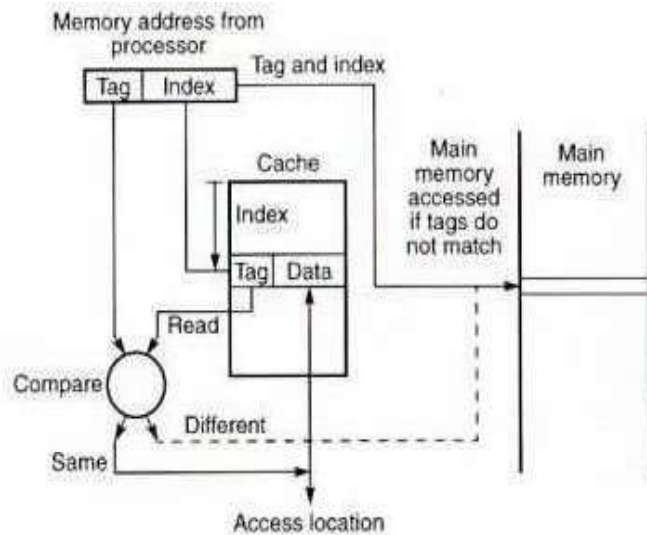 Memory address from
processor
Tag and index
Tag Index
Cache
Main
memory
accessed
if tags do
not match
Main
memory
Index
Tag Data
Read
Compare
Different
Same
Access location